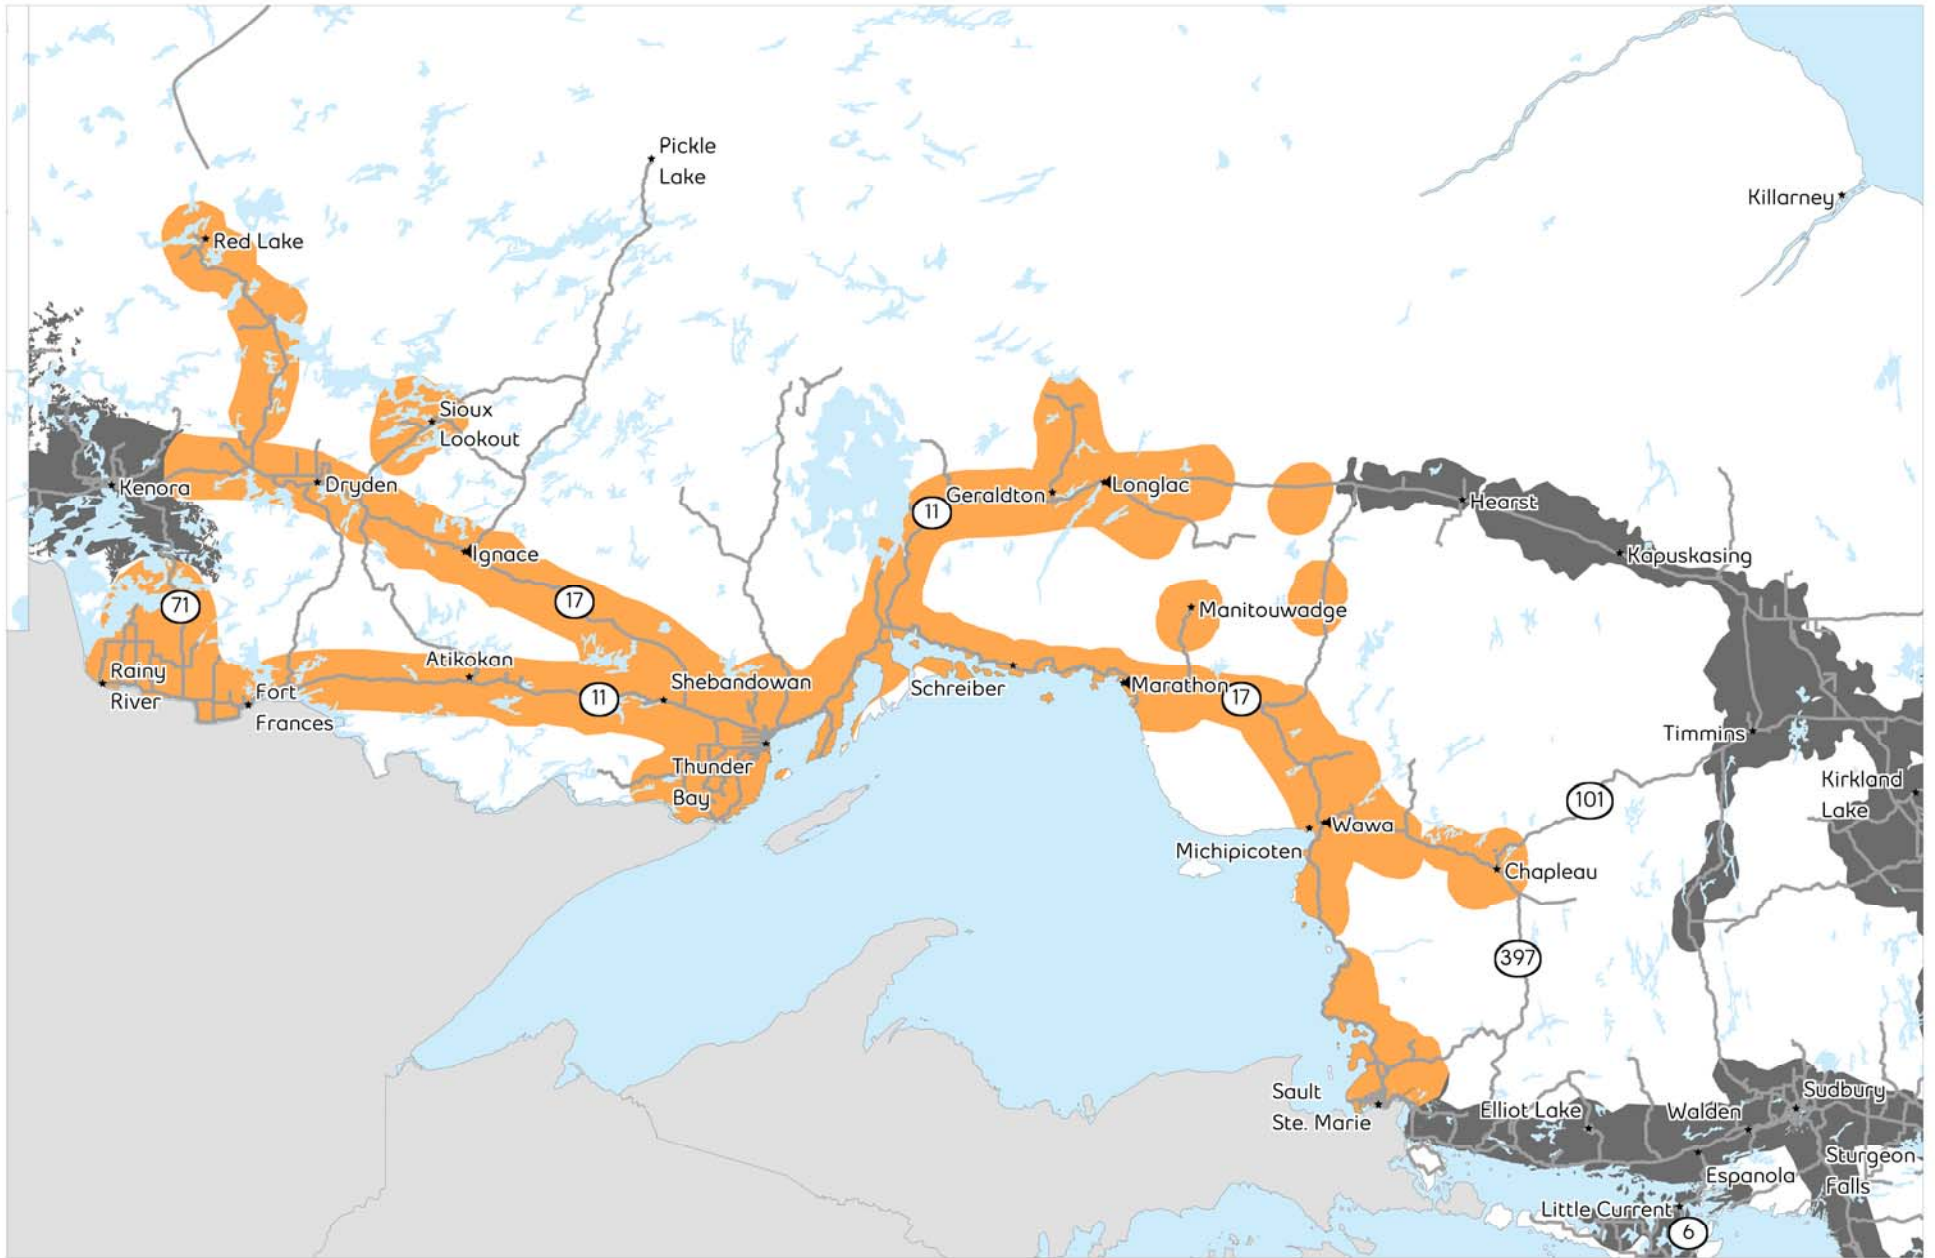 Pickle
Lake
Killarney
Red Lake
Sioux
Lookout
Kenora
Dryden
Geraldton
Longlac
11
Hearst
Ignace
Kapuskasing
17
71
Manitouwadge
Atikokan
Rainy
River
Fort
Frances
11
Shebandowan
Schreiber
Marathon
17
Timmins
Thunder
Bay
Kirkland
Lake
101
Wawa
Michipicoten
Chapleau
397
Sault
Ste. Marie
Elliot Lake
Walden
Sudbury
Sturgeon
Falls
Espanola
Little Current
6